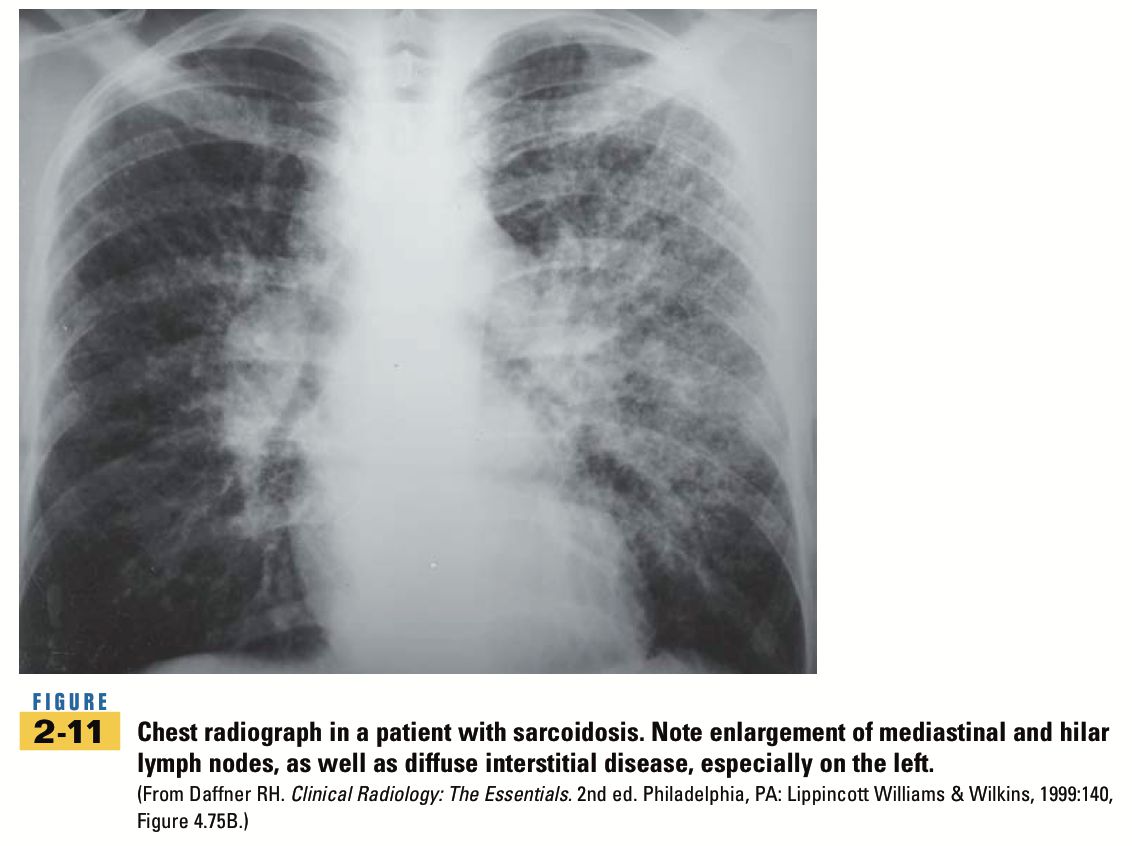 FIGURE
2-11
Chest radiograph in a patient with sarcoidosis. Note enlargement of mediastinal and hilar
lymph nodes, as well as diffuse interstitial disease, especially on the left.
(From Daffner RH. Clinical Radiology: The Essentials. 2nd ed. Philadelphia, PA: Lippincott Williams & Wilkins, 1999:140,
Figure 4.75B.)